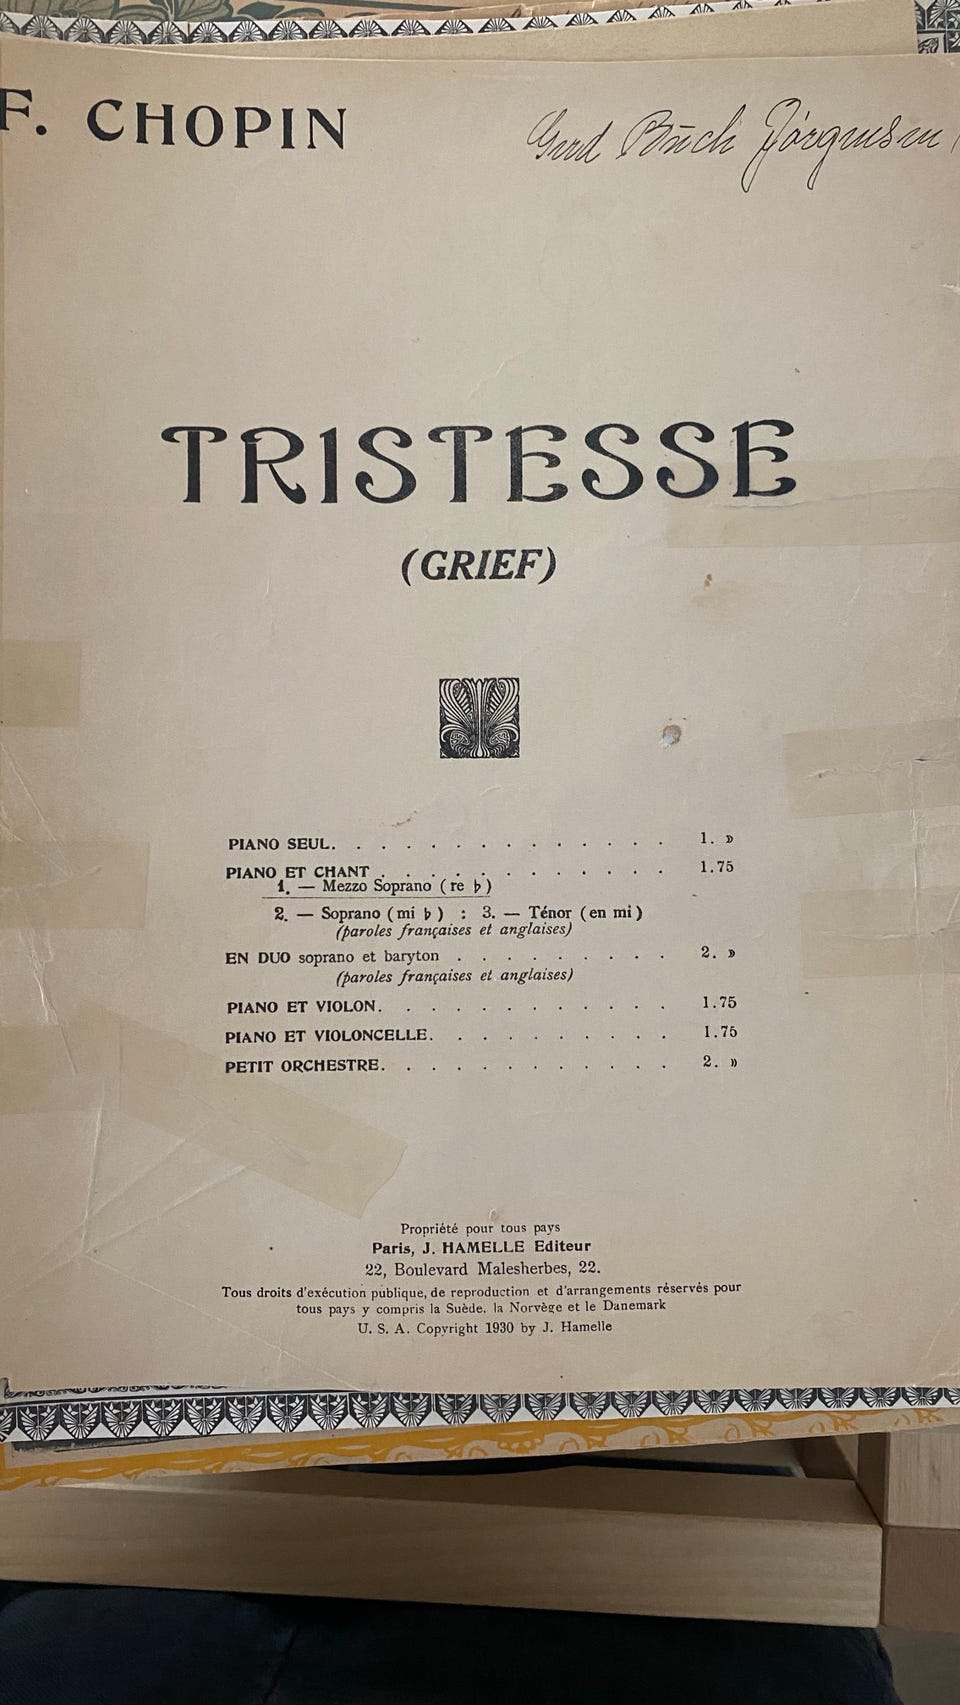 F. CHOPIN
Gerd Buch Jörgensen
TRISTESSE
(GRIEF)
PIANO SEUL. . . . . . . . . . . . . . 1. »
PIANO ET CHANT . . . . . . . . . . . . 1.75
1. — Mezzo Soprano (re ♭)
2. — Soprano (mi ♭) : 3. — Ténor (en mi)
(paroles françaises et anglaises)
EN DUO soprano et baryton . . . . . . . . . 2. »
(paroles françaises et anglaises)
PIANO ET VIOLON. . . . . . . . . . . . 1.75
PIANO ET VIOLONCELLE. . . . . . . . . . 1.75
PETIT ORCHESTRE. . . . . . . . . . . . 2. »
Propriété pour tous pays
Paris, J. HAMELLE Editeur
22, Boulevard Malesherbes, 22.
Tous droits d'exécution publique, de reproduction et d'arrangements réservés pour
tous pays y compris la Suède, la Norvège et le Danemark
U. S. A. Copyright 1930 by J. Hamelle